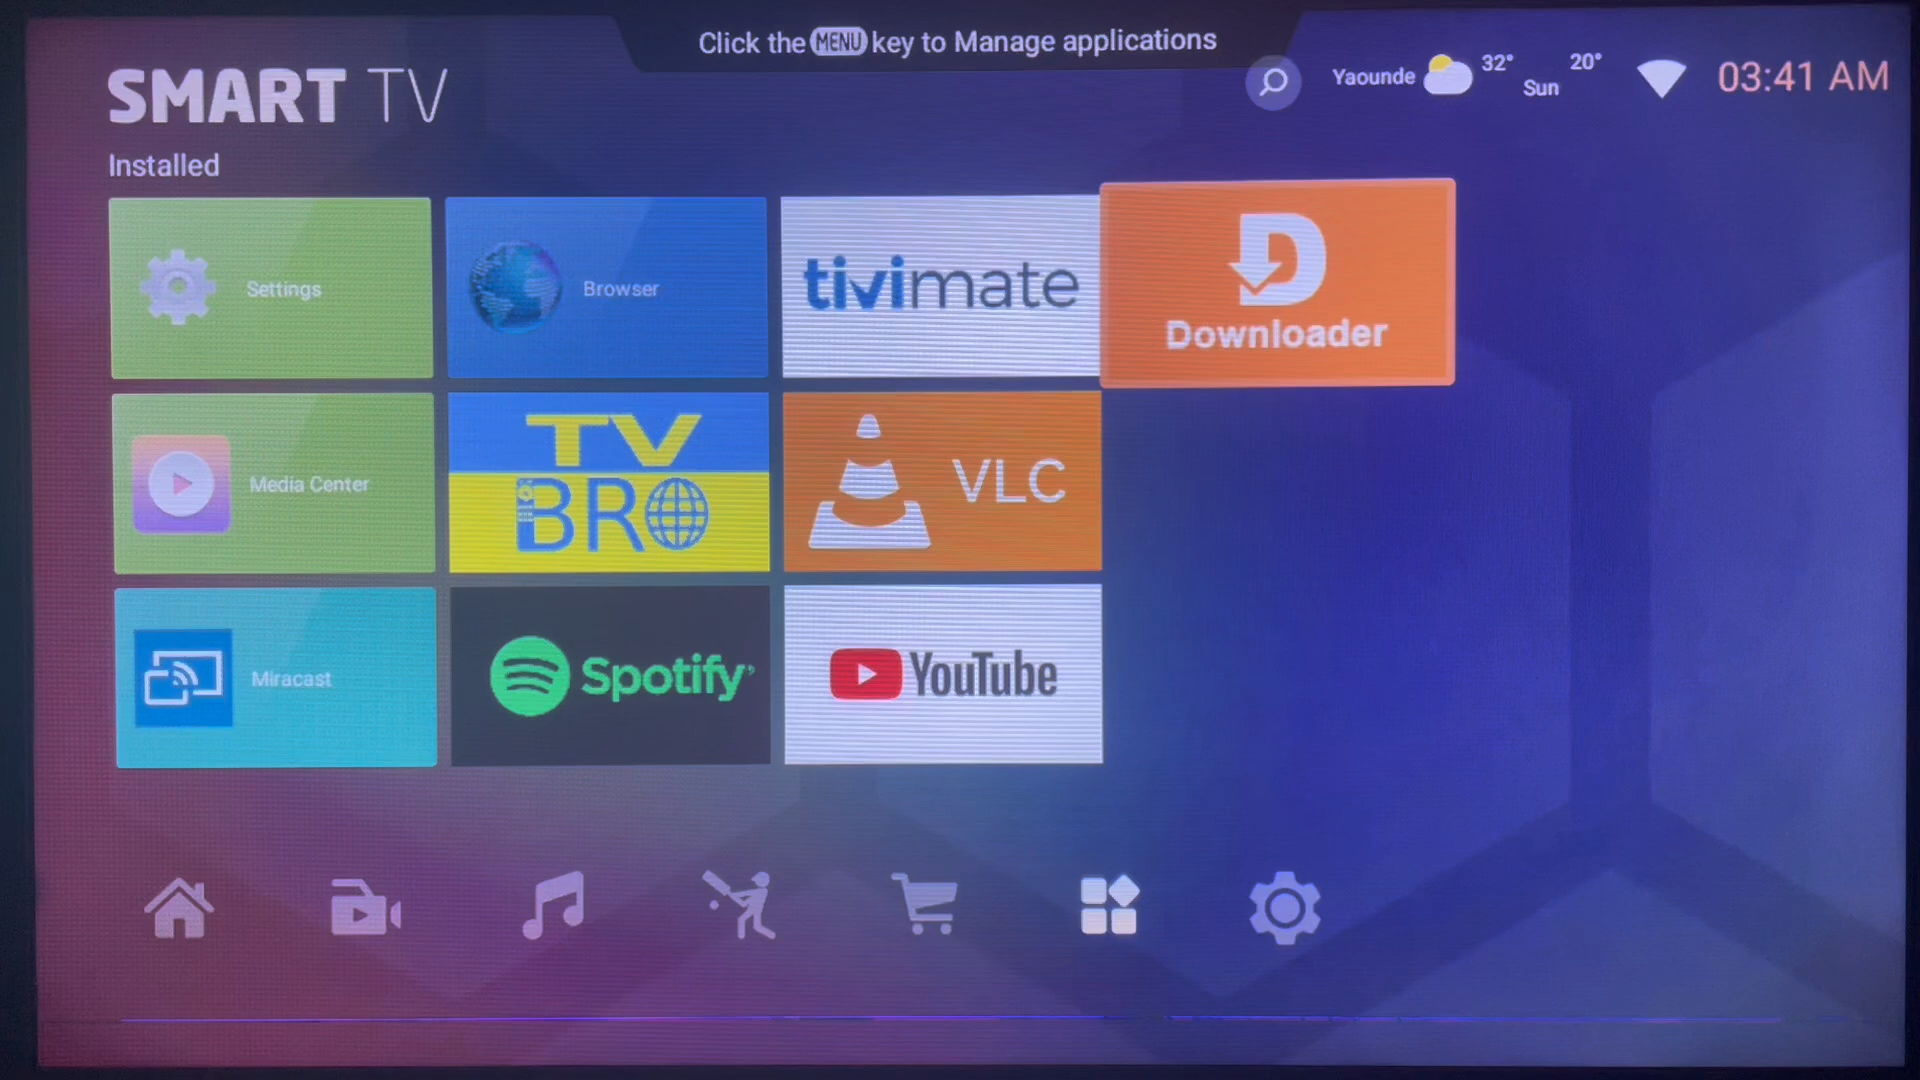 Click the MENU key to Manage applications
SMART TV
Yaounde 32° Sun 20° 03:41 AM
Installed
Settings
Browser
tivimate
Downloader
Media Center
TV
BRO
VLC
Miracast
Spotify
YouTube